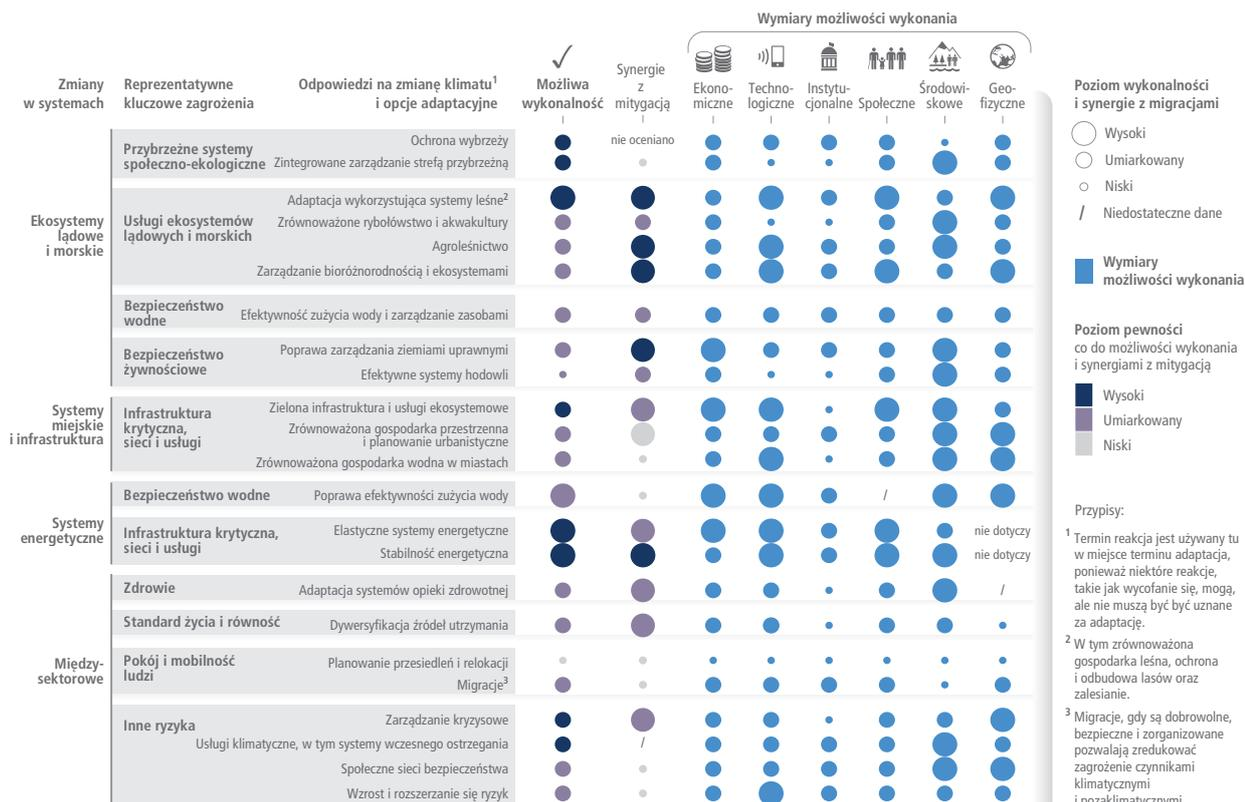 Wymiary możliwości wykonania
Zmiany
w systemach
Reprezentatywne
kluczowe zagrożenia
Odpowiedzi na zmianę klimatu1
i opcje adaptacyjne
Możliwa
wykonalność
Synergie
z
mitygacją
Ekono-
miczne
Techno-
logiczne
Instytu-
cjonalne
Społeczne
Środowi-
skowe
Geo-
fizyczne
Ekosystemy
lądowe
i morskie
Przybrzeżne systemy
społeczno-ekologiczne
Ochrona wybrzeży
nie oceniano
Zintegrowane zarządzanie strefą przybrzeżną
Usługi ekosystemów
lądowych i morskich
Adaptacja wykorzystująca systemy leśne2
Zrównoważone rybołówstwo i akwakultury
Agroleśnictwo
Zarządzanie bioróżnorodnością i ekosystemami
Bezpieczeństwo
wodne
Efektywność zużycia wody i zarządzanie zasobami
Bezpieczeństwo
żywnościowe
Poprawa zarządzania ziemiami uprawnymi
Efektywne systemy hodowli
Systemy
miejskie
i infrastruktura
Infrastruktura
krytyczna,
sieci i usługi
Zielona infrastruktura i usługi ekosystemowe
Zrównoważona gospodarka przestrzenna
i planowanie urbanistyczne
Zrównoważona gospodarka wodna w miastach
Systemy
energetyczne
Bezpieczeństwo wodne
Poprawa efektywności zużycia wody
/
Infrastruktura krytyczna,
sieci i usługi
Elastyczne systemy energetyczne
nie dotyczy
Stabilność energetyczna
nie dotyczy
Między-
sektorowe
Zdrowie
Adaptacja systemów opieki zdrowotnej
/
Standard życia i równość
Dywersyfikacja źródeł utrzymania
Pokój i mobilność
ludzi
Planowanie przesiedleń i relokacji
Migracje3
Inne ryzyka
Zarządzanie kryzysowe
Usługi klimatyczne, w tym systemy wczesnego ostrzegania
/
Społeczne sieci bezpieczeństwa
Wzrost i rozszerzanie się ryzyk
Poziom wykonalności
i synergie z migracjami
Wysoki
Umiarkowany
Niski
/ Niedostateczne dane
Wymiary
możliwości wykonania
Poziom pewności
co do możliwości wykonania
i synergiami z mitygacją
Wysoki
Umiarkowany
Niski
Przypisy:
1 Termin reakcja jest używany tu
w miejsce terminu adaptacja,
ponieważ niektóre reakcje,
takie jak wycofanie się, mogą,
ale nie muszą być być uznane
za adaptację.
2 W tym zrównoważona
gospodarka leśna, ochrona
i odbudowa lasów oraz
zalesianie.
3 Migracje, gdy są dobrowolne,
bezpieczne i zorganizowane
pozwalają zredukować
zagrożenie czynnikami
klimatycznymi
i pozaklimatycznymi